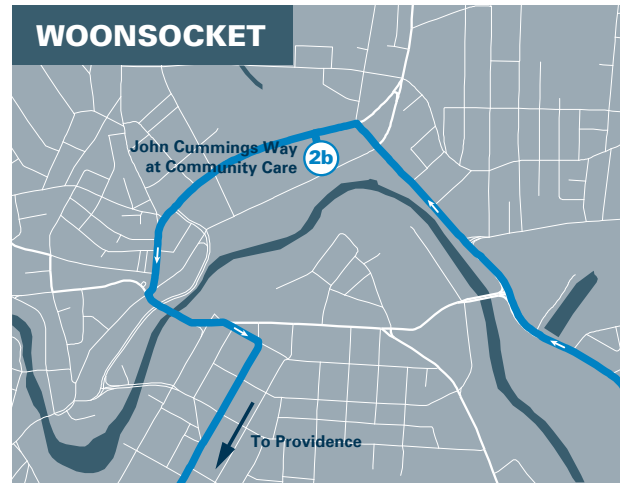 WOONSOCKET
John Cummings Way
at Community Care
2b
To Providence